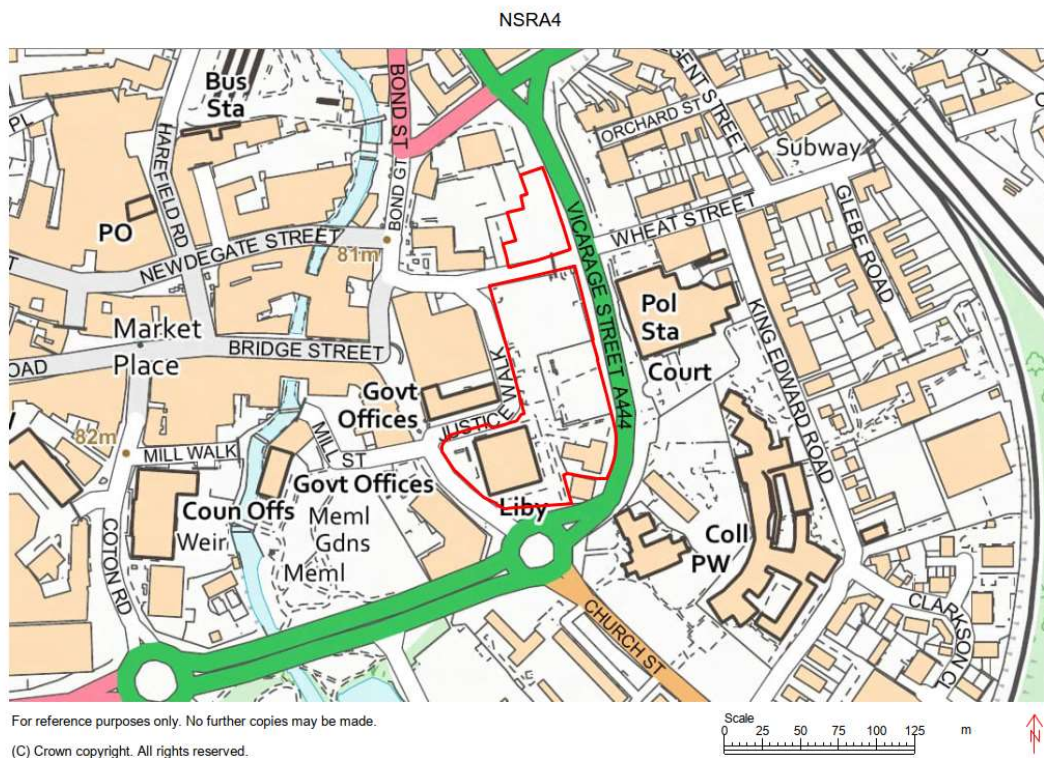 NSRA4
Bus
Sta
BOND ST
HAREFIELD RD
BOND GT
PO
NEWDEGATE STREET
81m
ORCHARD ST
Subway
WHEAT STREET
GLEBE ROAD
VICARAGE STREET A444
Market
Place
BRIDGE STREET
OAD
Pol
Sta
Court
KING EDWARD ROAD
Govt
Offices
JUSTICE WALK
82m
MILL WALK
MILL ST
Govt Offices
Coun Offs
Weir
Meml
Gdns
Meml
Liby
Coll
PW
COTON RD
CHURCH ST
CLARKSON C
For reference purposes only. No further copies may be made.
(C) Crown copyright. All rights reserved.
Scale
0 25 50 75 100 125 m
N